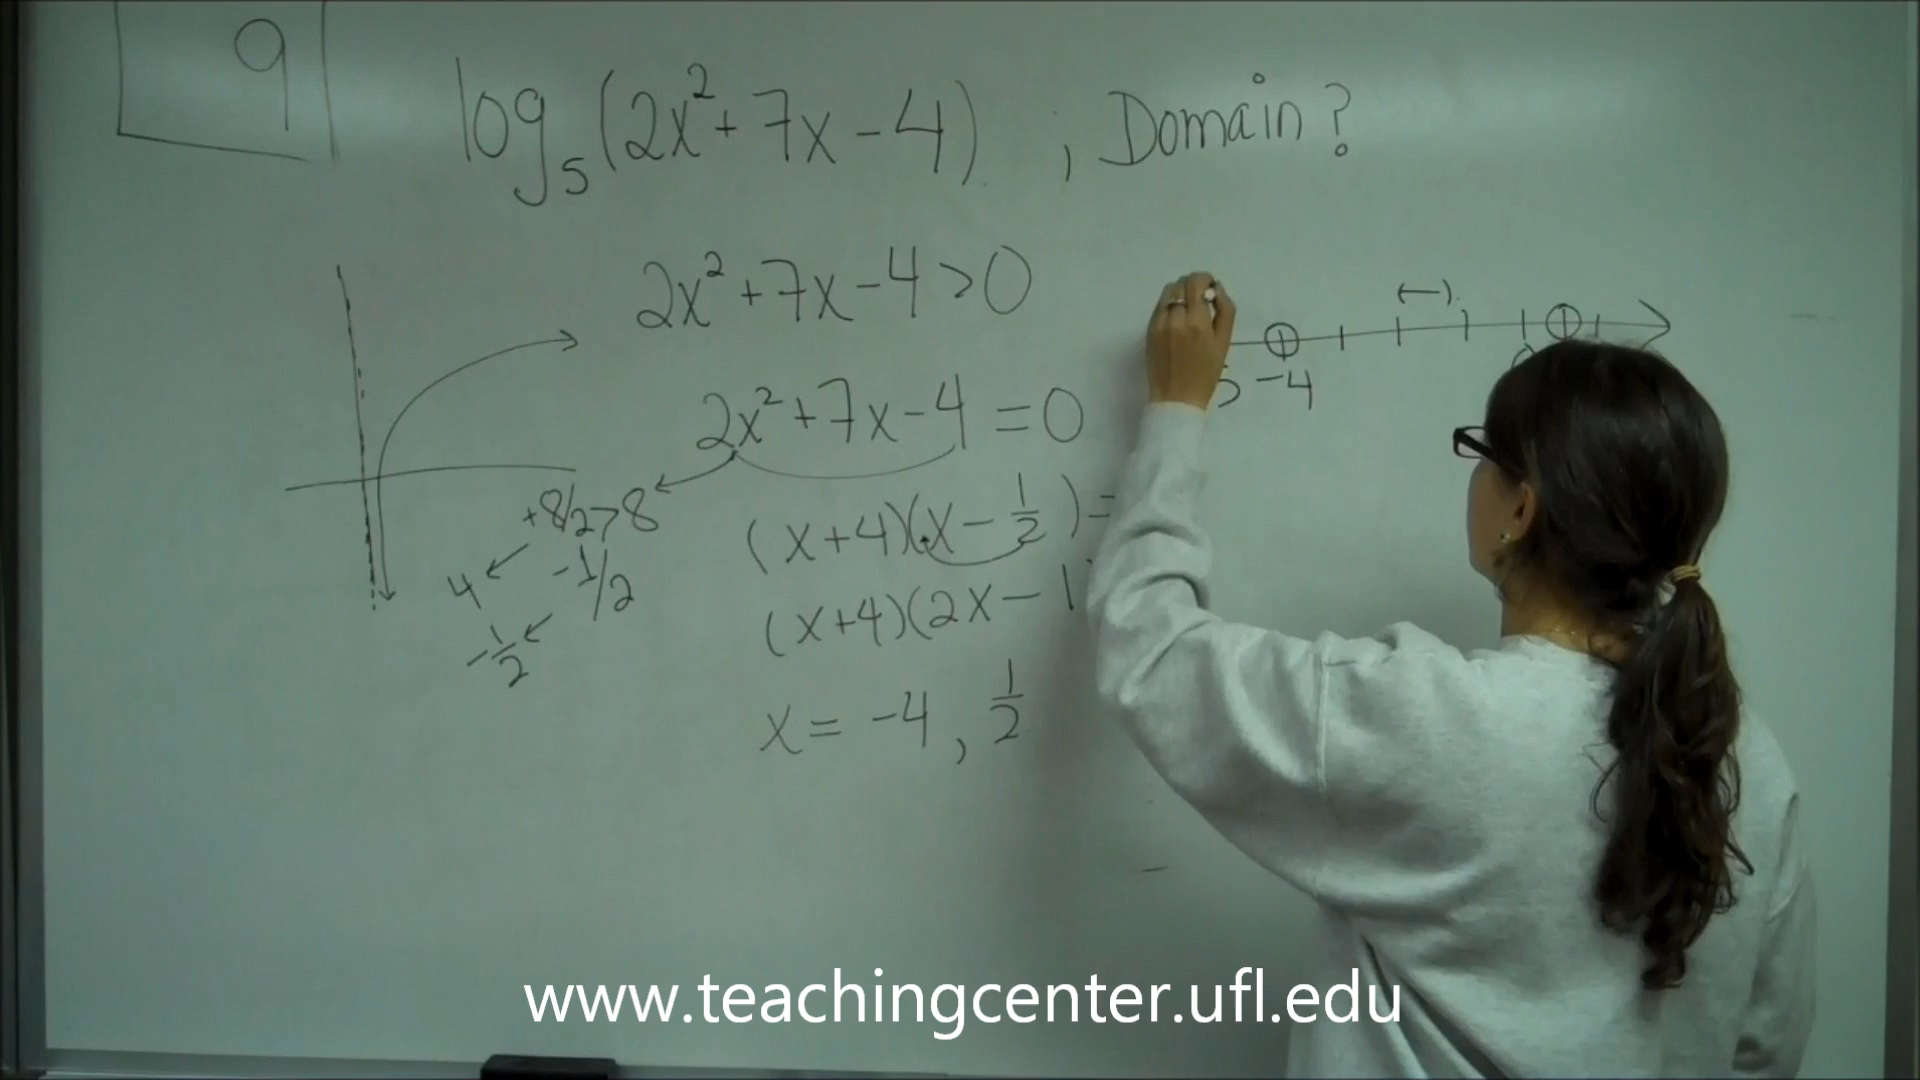 9
log₅(2x²+7x-4) ; Domain?
2x²+7x-4>0
2x²+7x-4=0
+8/2>8
-1/2
4
-1/2
(x+4)(x-1/2)=
(x+4)(2x-1)
x=-4, 1/2
-4
www.teachingcenter.ufl.edu